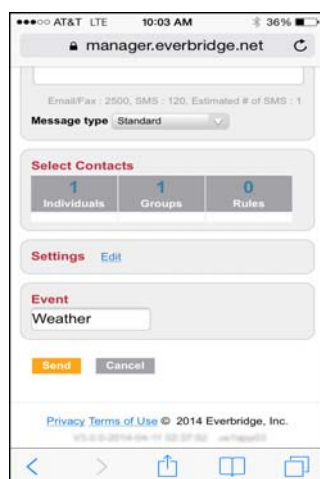 AT&T LTE 10:03 AM 36%
manager.everbridge.net
Email/Fax : 2500, SMS : 120, Estimated # of SMS : 1
Message type Standard
Select Contacts
1 1 0
Individuals Groups Rules
Settings Edit
Event
Weather
Send Cancel
Privacy Terms of Use © 2014 Everbridge, Inc.